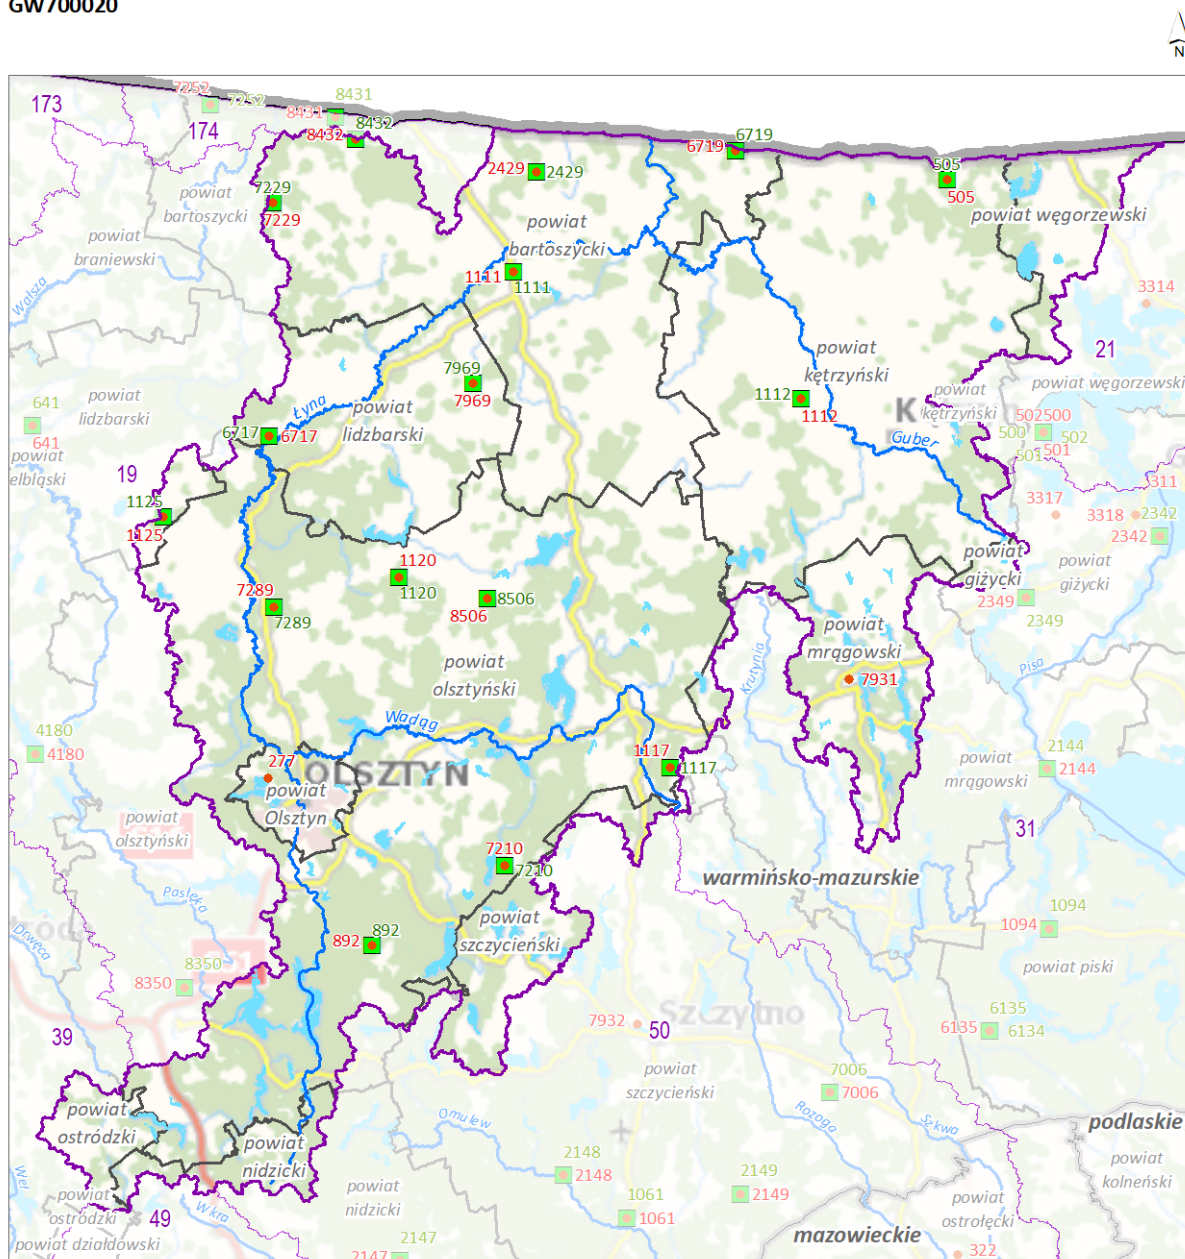 GW700020
N
173
174
7252
7252
8431
8431
8432
8432
6719
6719
505
505
2429
2429
7229
7229
powiat
bartoszycki
powiat
braniewski
Wałsza
powiat
bartoszycki
powiat węgorzewski
1111
1111
3314
21
powiat
kętrzyński
powiat węgorzewski
powiat
kętrzyński
7969
7969
Łyna
powiat
lidzbarski
powiat
lidzbarski
641
641
powiat
elbląski
6717
6717
1112
1112
K
Guber
502500
500
502
501
501
19
1125
1125
3317
3318
3311
2342
2342
powiat
giżycki
powiat
giżycki
1120
1120
7289
7289
8506
8506
2349
2349
powiat
mrągowski
7931
Krutynia
Pisa
powiat
olsztyński
Wadąg
4180
4180
277
OLSZTYN
powiat
Olsztyn
1117
1117
2144
2144
powiat
mrągowski
powiat
olsztyński
31
7210
7210
warmińsko-mazurskie
Pasłęka
Drwęca
892
892
powiat
szczycieński
1094
1094
powiat piski
8350
8350
Szczytno
7932
50
6135
6135
6134
39
powiat
szczycieński
7006
7006
powiat
ostródzki
Omulew
Rozoga
Szkwa
podlaskie
powiat
nidzicki
2148
2148
2149
2149
powiat
kolneński
Wel
powiat
ostródzki
powiat działdowski
49
Wkra
powiat
nidzicki
1061
1061
powiat
ostrołęcki
mazowieckie
2147
2147
322